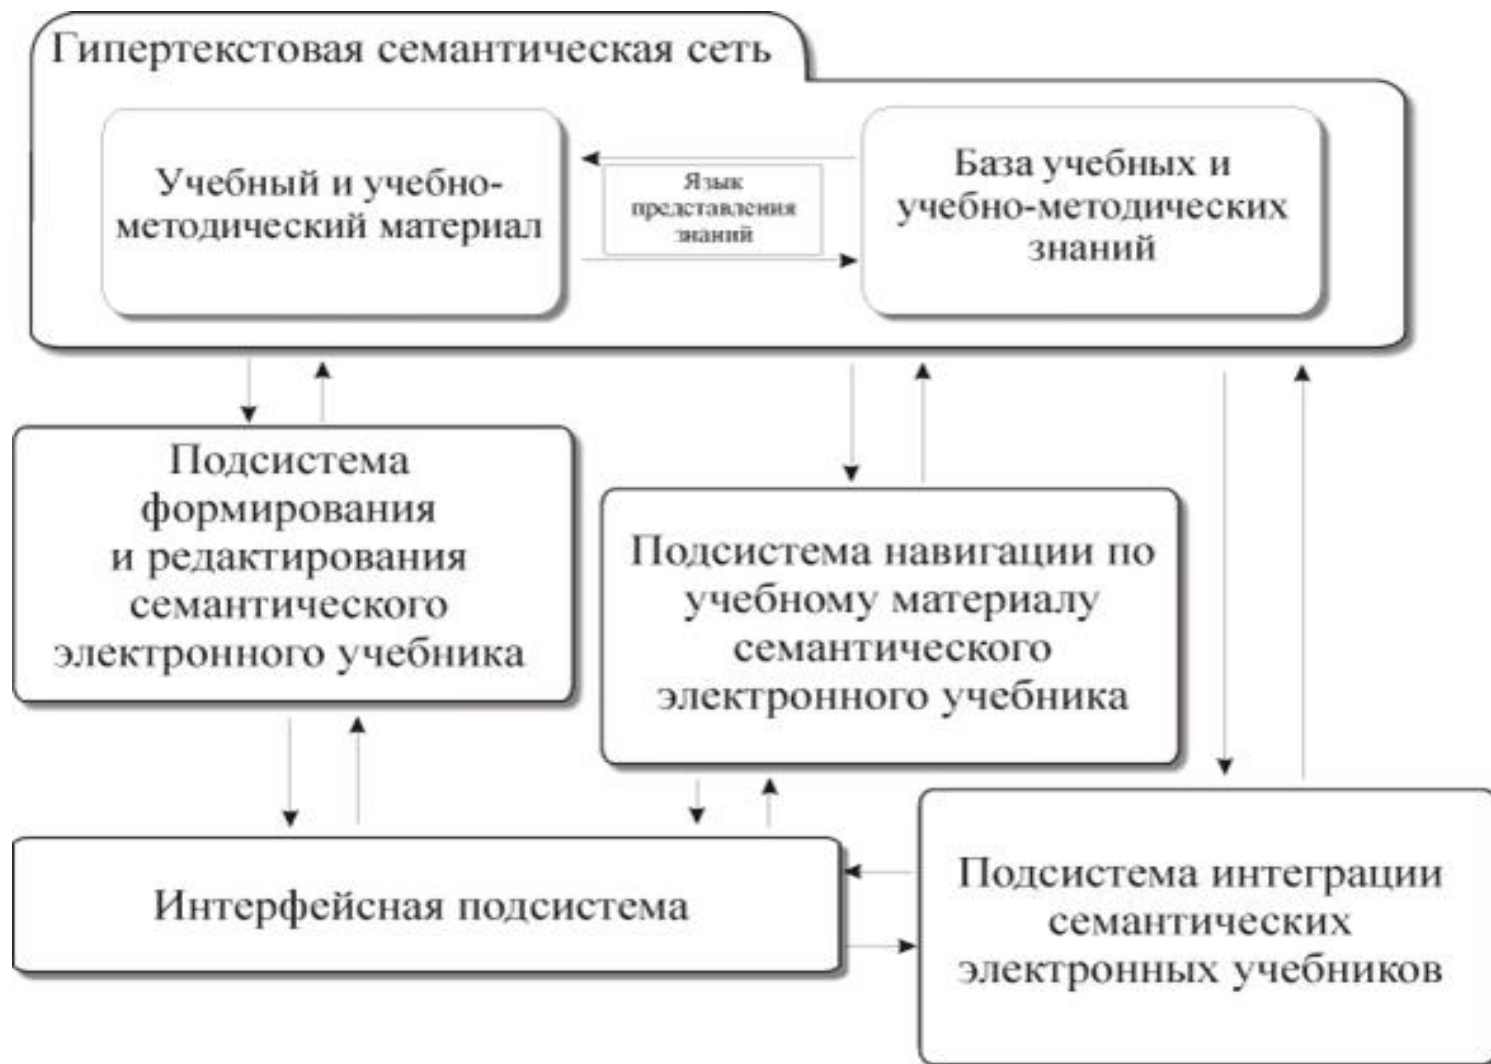 Гипертекстовая семантическая сеть
Учебный и учебно-
методический материал
Язык
представления
знаний
База учебных и
учебно-методических
знаний
Подсистема
формирования
и редактирования
семантического
электронного учебника
Подсистема навигации по
учебному материалу
семантического
электронного учебника
Интерфейсная подсистема
Подсистема интеграции
семантических
электронных учебников